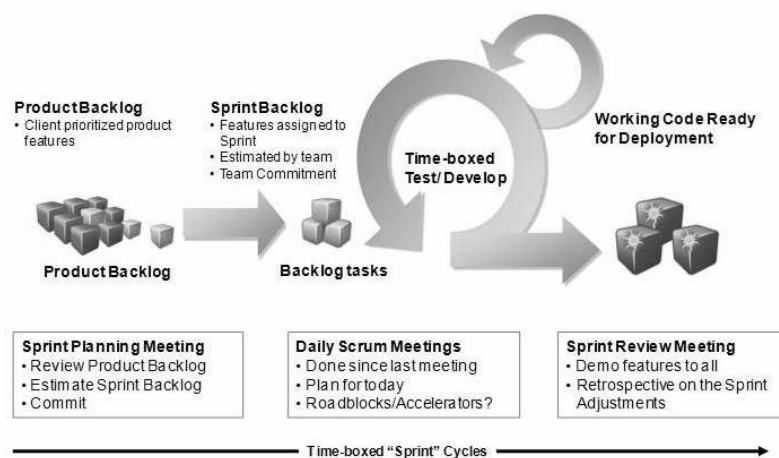 Product Backlog
• Client prioritized product
features
Sprint Backlog
• Features assigned to
Sprint
• Estimated by team
• Team Commitment
Time-boxed
Test/ Develop
Working Code Ready
for Deployment
Product Backlog
Backlog tasks
Sprint Planning Meeting
• Review Product Backlog
• Estimate Sprint Backlog
• Commit
Daily Scrum Meetings
• Done since last meeting
• Plan for today
• Roadblocks/Accelerators?
Sprint Review Meeting
• Demo features to all
• Retrospective on the Sprint
Adjustments
Time-boxed “Sprint” Cycles